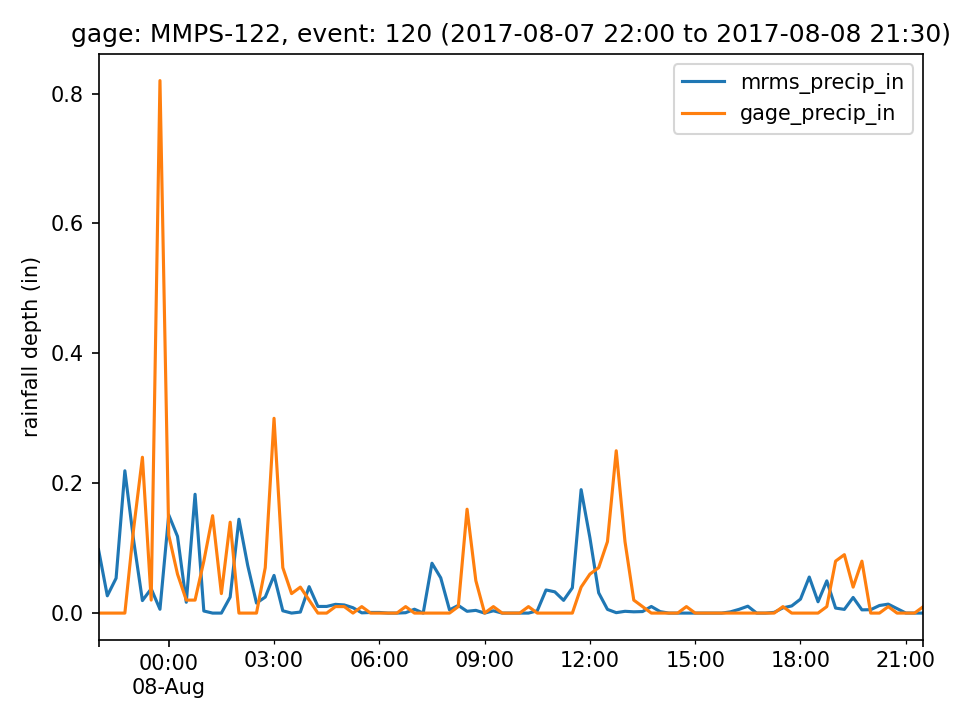 gage: MMPS-122, event: 120 (2017-08-07 22:00 to 2017-08-08 21:30)
mrms_precip_in
gage_precip_in
rainfall depth (in)
0.8
0.6
0.4
0.2
0.0
00:00 03:00 06:00 09:00 12:00 15:00 18:00 21:00
08-Aug